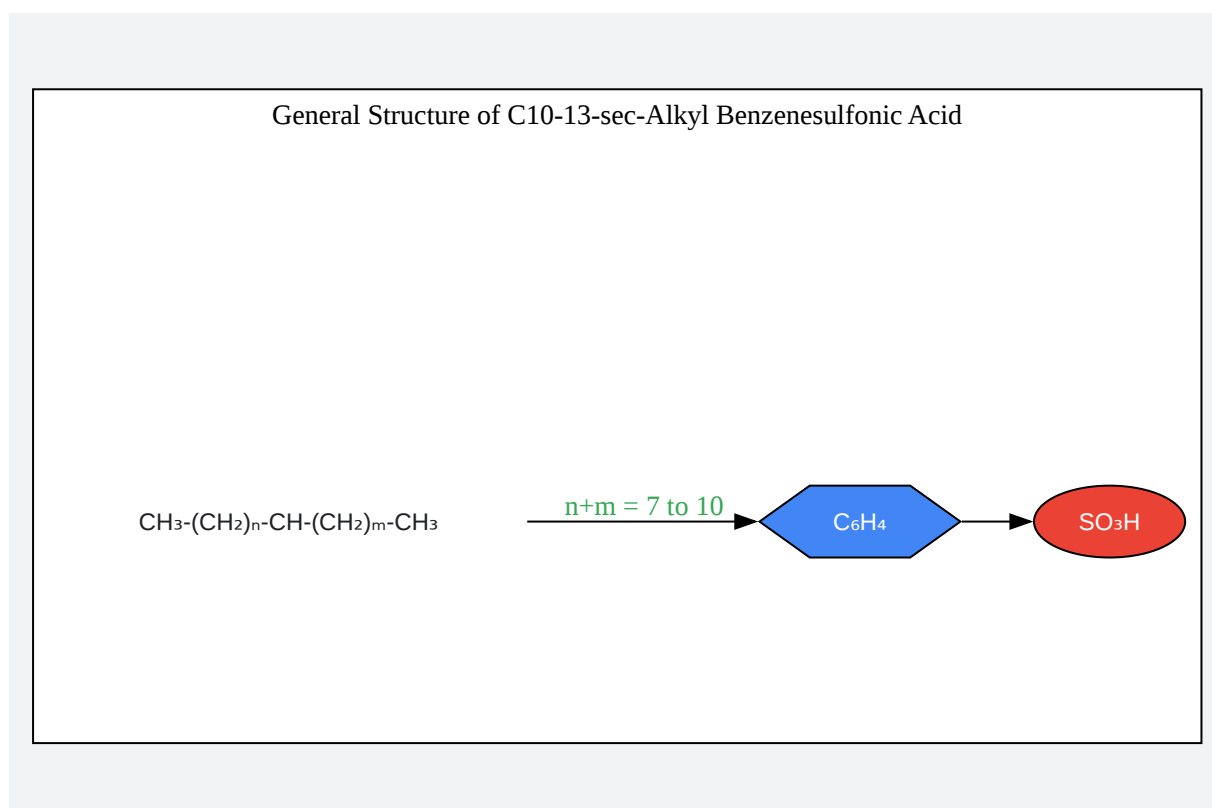 General Structure of C10-13-sec-Alkyl Benzenesulfonic Acid
CH₃-(CH₂)ₙ-CH-(CH₂)ₘ-CH₃
n+m = 7 to 10
C₆H₄
SO₃H